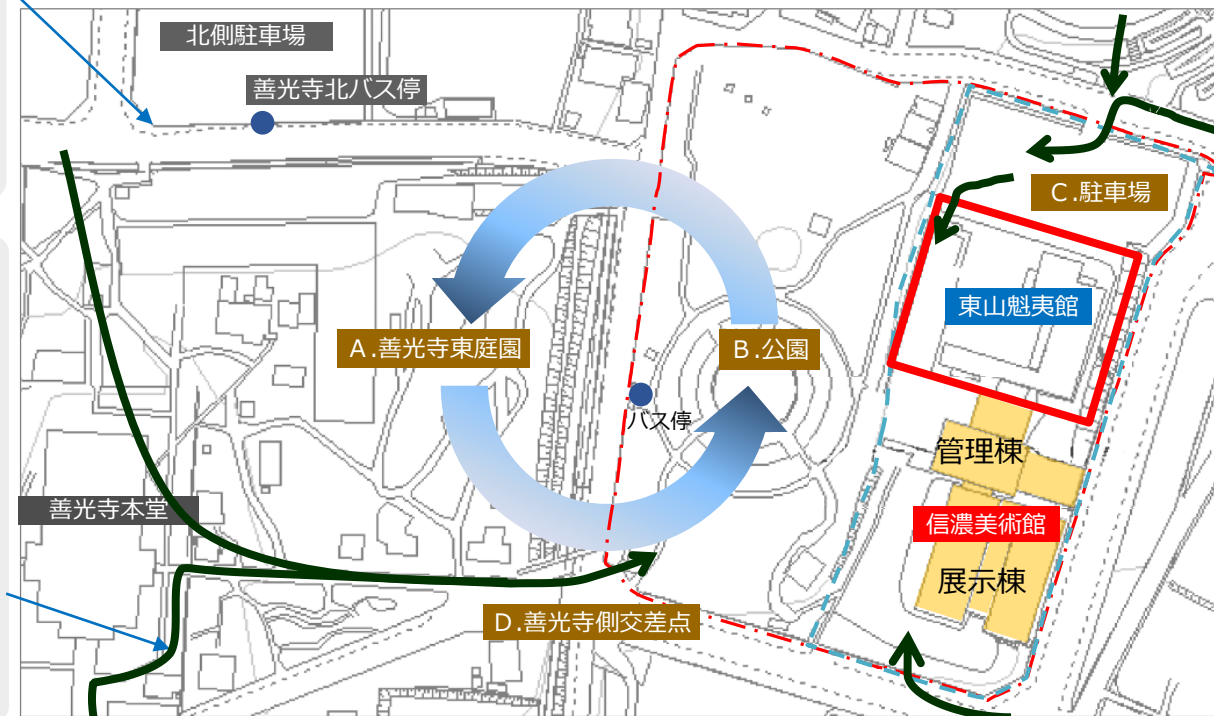 北側駐車場
善光寺北バス停
C.駐車場
東山魁夷館
A.善光寺東庭園
B.公園
バス停
管理棟
善光寺本堂
信濃美術館
展示棟
D.善光寺側交差点